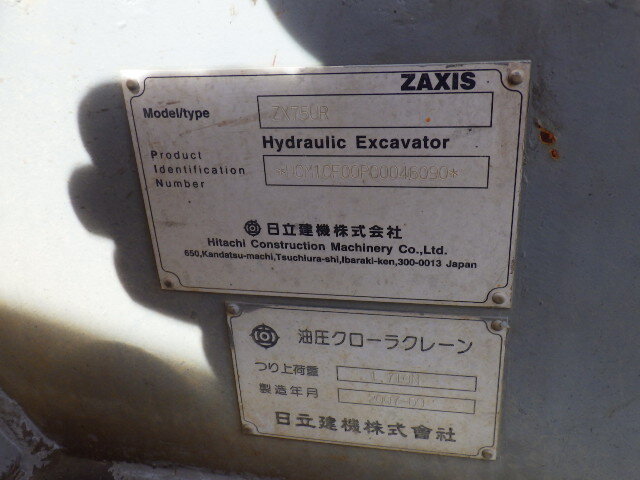 ZAXIS
Model/type ZX75UR
Hydraulic Excavator
Product
Identification
Number
*HCM1CF00P00046090*
日立建機株式会社
Hitachi Construction Machinery Co.,Ltd.
650,Kandatsu-machi,Tsuchiura-shi,Ibaraki-ken,300-0013 Japan
油圧クローラクレーン
つり上荷重
製造年月
日立建機株式會社